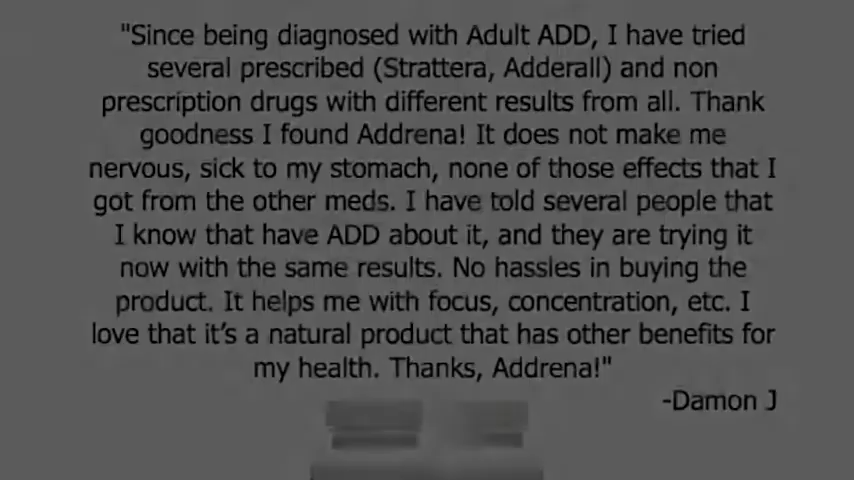 "Since being diagnosed with Adult ADD, I have tried
several prescribed (Strattera, Adderall) and non
prescription drugs with different results from all. Thank
goodness I found Addrena! It does not make me
nervous, sick to my stomach, none of those effects that I
got from the other meds. I have told several people that
I know that have ADD about it, and they are trying it
now with the same results. No hassles in buying the
product. It helps me with focus, concentration, etc. I
love that it's a natural product that has other benefits for
my health. Thanks, Addrena!"
-Damon J